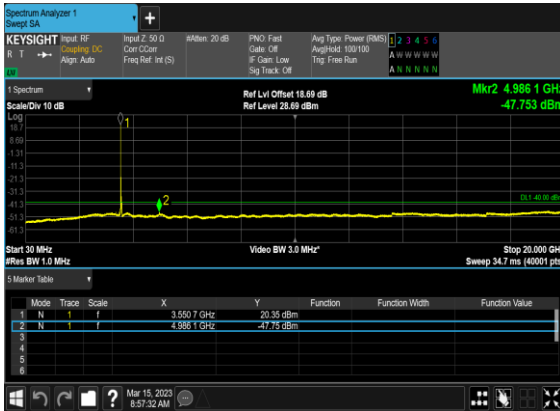 Spectrum Analyzer 1
Swept SA
+
KEYSIGHT
R T
LXI
Input: RF
Coupling: DC
Align: Auto
Input Z: 50 Ω
Corr CCorr
Freq Ref: Int (S)
#Atten: 20 dB
PNO: Fast
Gate: Off
IF Gain: Low
Sig Track: Off
Avg Type: Power (RMS)
Avg|Hold: 100/100
Trig: Free Run
1 2 3 4 5 6
A W W W W W
A N N N N N
1 Spectrum
Scale/Div 10 dB
Ref Lvl Offset 18.69 dB
Ref Level 28.69 dBm
Mkr2 4.986 1 GHz
-47.753 dBm
Log
18.7
8.69
-1.31
-11.3
-21.3
-31.3
-41.3
-51.3
-61.3
1
2
DL1 -40.00 dBm
Start 30 MHz
#Res BW 1.0 MHz
Video BW 3.0 MHz*
Stop 20.000 GHz
Sweep 34.7 ms (40001 pts)
5 Marker Table
Mode Trace Scale X Y Function Function Width Function Value
1 N 1 f 3.550 7 GHz 20.35 dBm
2 N 1 f 4.986 1 GHz -47.75 dBm
3
4
5
6
?
Mar 15, 2023
8:57:32 AM